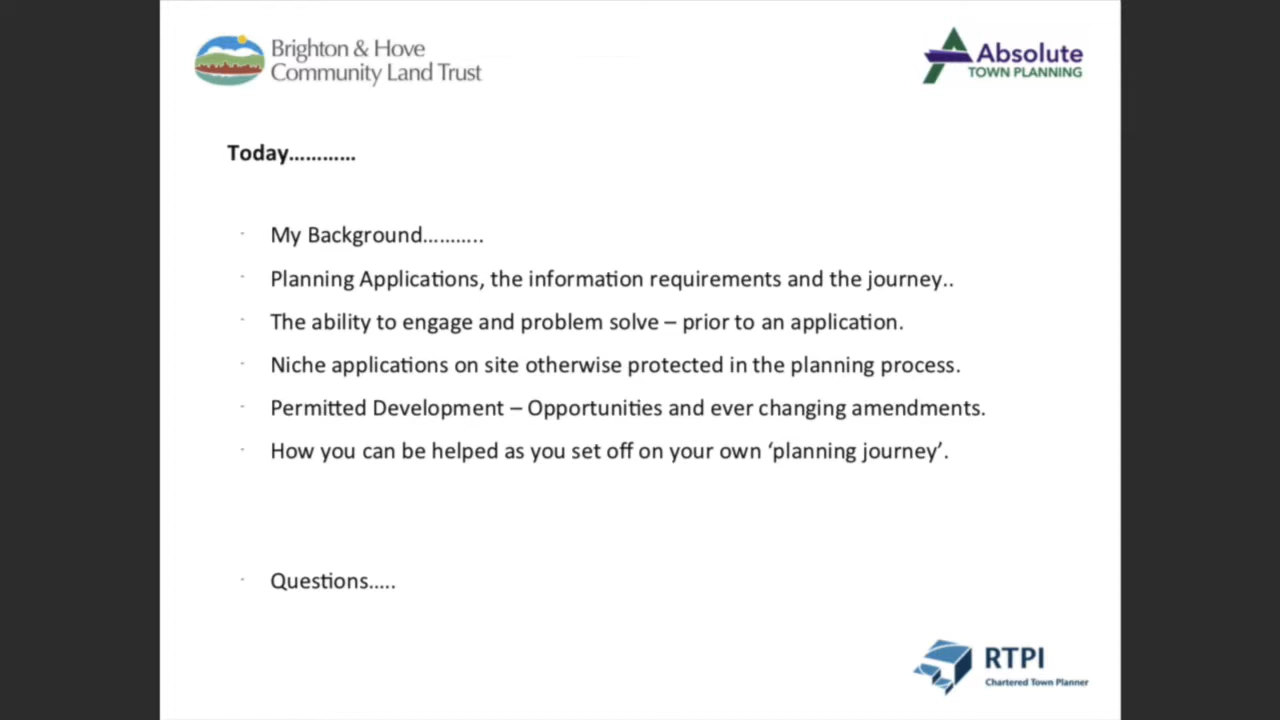 Brighton & Hove
Community Land Trust
Absolute
TOWN PLANNING
Today…………
- My Background………..
- Planning Applications, the information requirements and the journey..
- The ability to engage and problem solve – prior to an application.
- Niche applications on site otherwise protected in the planning process.
- Permitted Development – Opportunities and ever changing amendments.
- How you can be helped as you set off on your own ‘planning journey’.
- Questions…..
RTPI
Chartered Town Planner